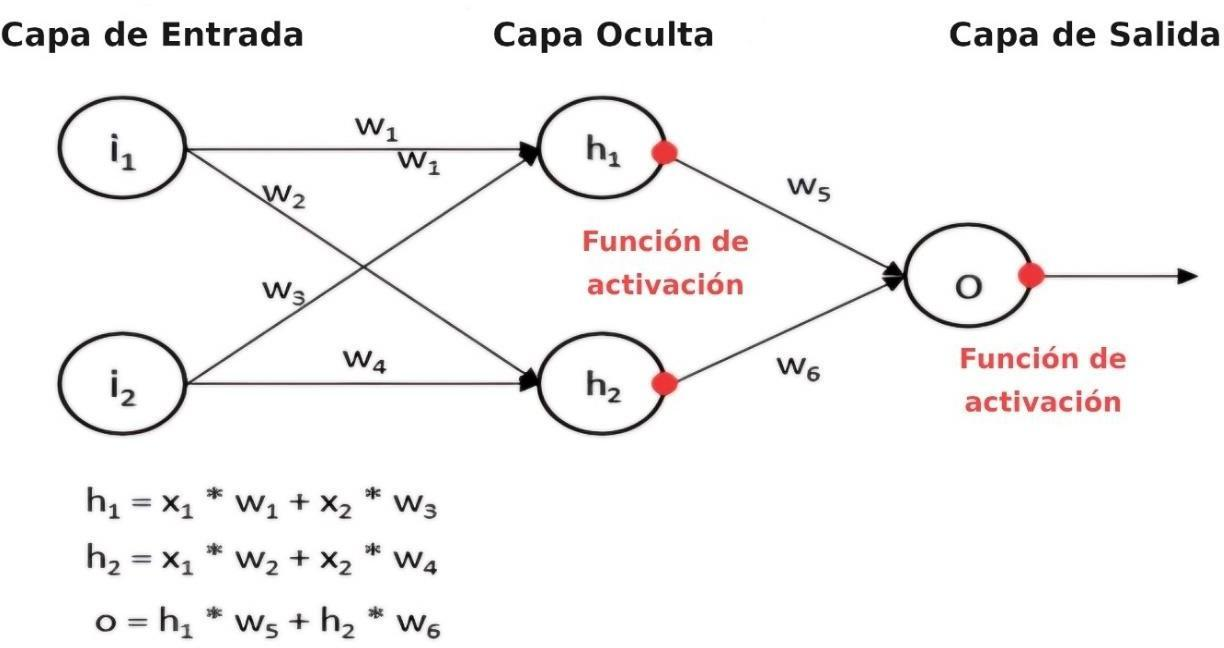 Capa de Entrada
Capa Oculta
Capa de Salida
i₁
w₁
w₁
h₁
w₂
w₅
Función de
activación
w₃
o
i₂
w₄
h₂
w₆
Función de
activación
h₁ = x₁ * w₁ + x₂ * w₃
h₂ = x₁ * w₂ + x₂ * w₄
o = h₁ * w₅ + h₂ * w₆